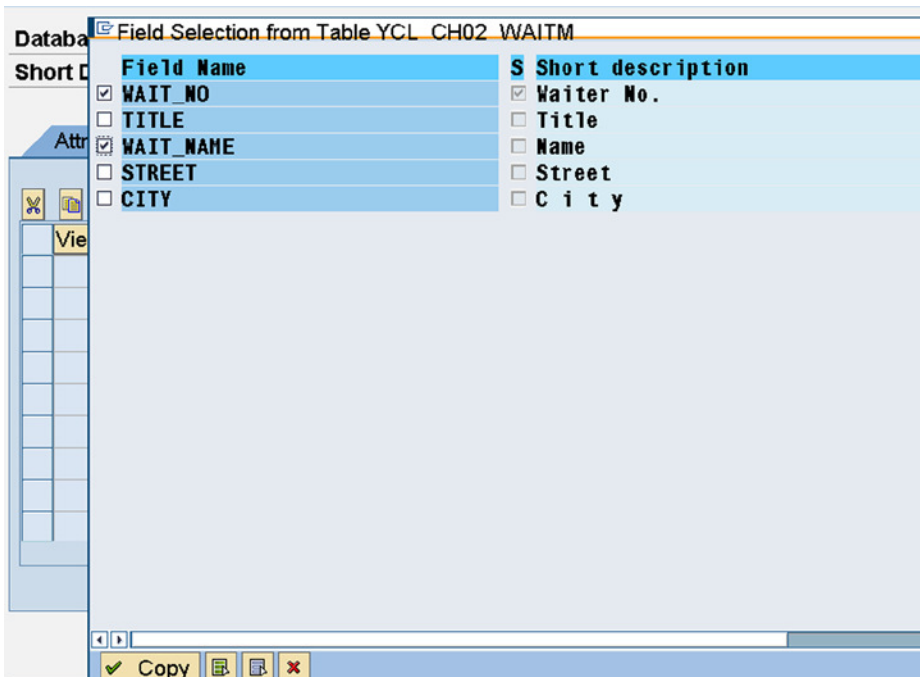 Databa
Field Selection from Table YCL_CH02_WAITM
Short D
Field Name S Short description
WAIT_NO Waiter No.
TITLE Title
Attr
WAIT_NAME Name
STREET Street
CITY C i t y
Vie
Copy